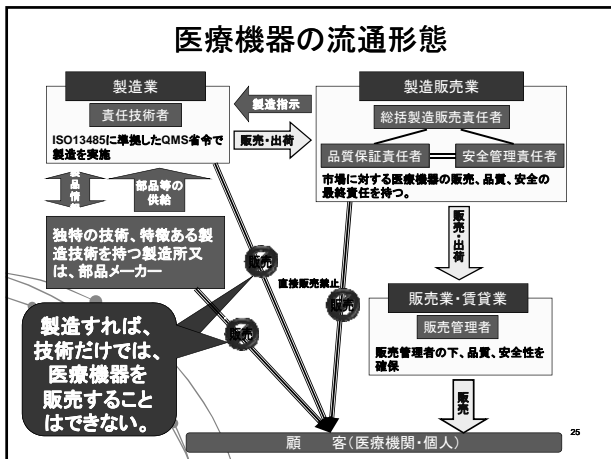 医療機器の流通形態
製造業
責任技術者
ISO13485に準拠したQMS省令で
製造を実施
製造指示
販売・出荷
製造販売業
総括製造販売責任者
品質保証責任者
安全管理責任者
市場に対する医療機器の販売、品質、安全の
最終責任を持つ。
製品情報
部品等の
供給
独特の技術、特徴ある製
造技術を持つ製造所又
は、部品メーカー
販売
直接販売禁止
販売
販売
販売・出荷
販売業・賃貸業
販売管理者
販売管理者の下、品質、安全性を
確保
製造すれば、
技術だけでは、
医療機器を
販売すること
はできない。
販売
顧　客(医療機関・個人)
25